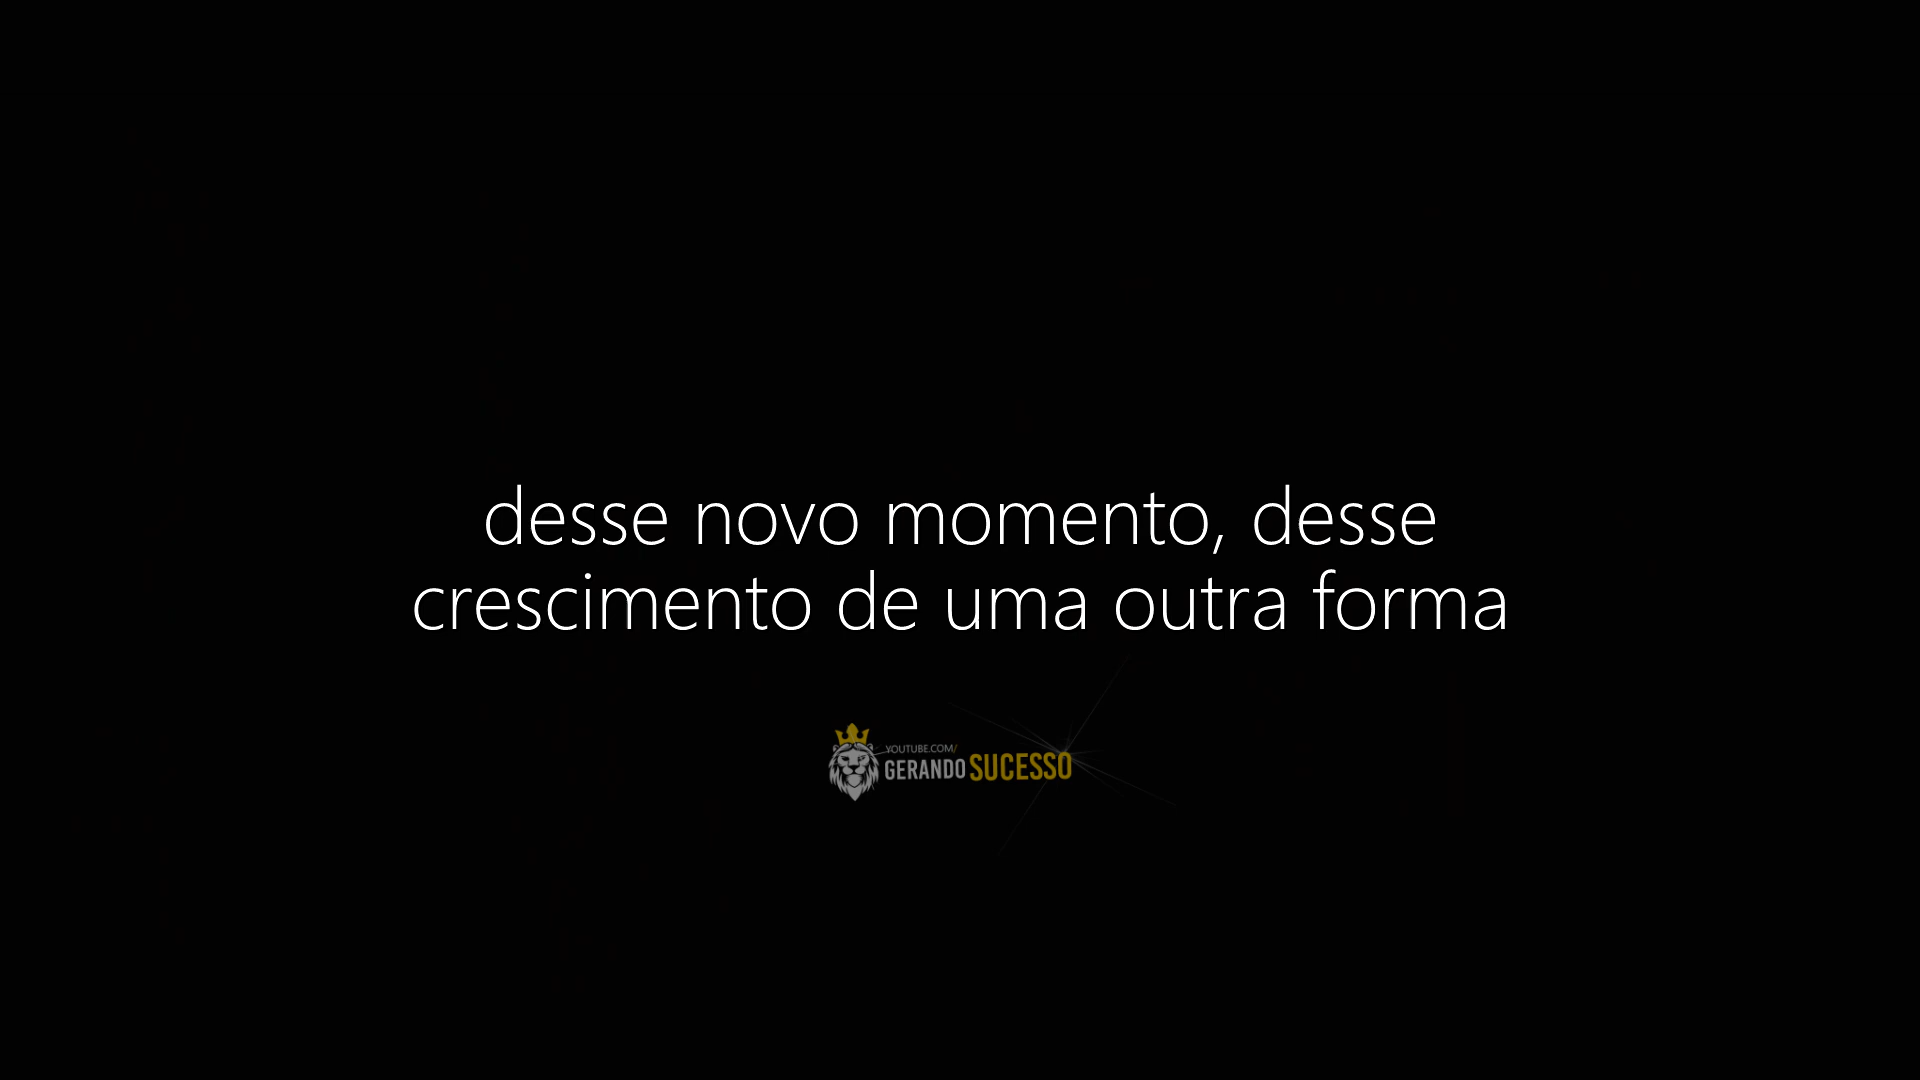 desse novo momento, desse
crescimento de uma outra forma
YOUTUBE.COM/
GERANDO SUCESSO